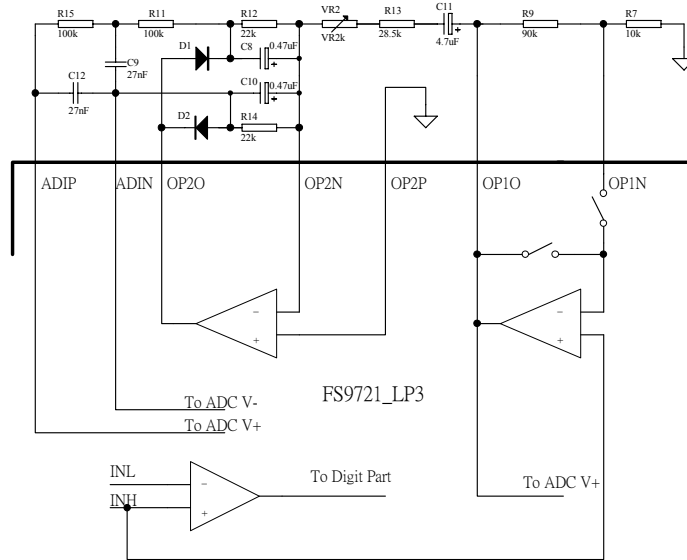 R15
100k
R11
100k
R12
22k
VR2
VR2k
R13
28.5k
C11
4.7uF
R9
90k
R7
10k
D1
C8
0.47uF
C9
27nF
C12
27nF
C10
0.47uF
D2
R14
22k
ADIP
ADIN
OP2O
OP2N
OP2P
OP1O
OP1N
−
+
−
+
FS9721_LP3
To ADC V-
To ADC V+
INL
INH
−
+
To Digit Part
To ADC V+